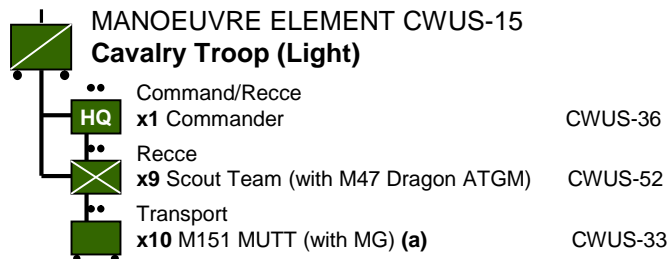 MANOEUVRE ELEMENT CWUS-15
Cavalry Troop (Light)
Command/Recce
HQ x1 Commander CWUS-36
Recce
x9 Scout Team (with M47 Dragon ATGM) CWUS-52
Transport
x10 M151 MUTT (with MG) (a) CWUS-33